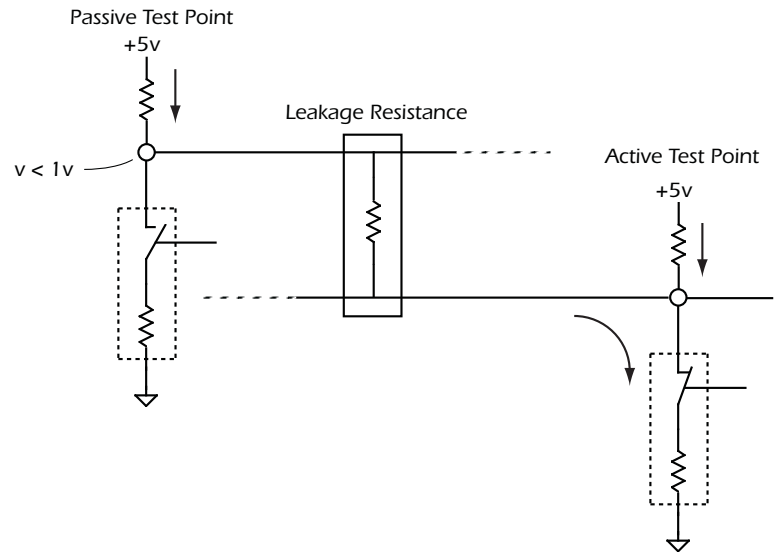 Passive Test Point
+5v
Leakage Resistance
v < 1v
Active Test Point
+5v